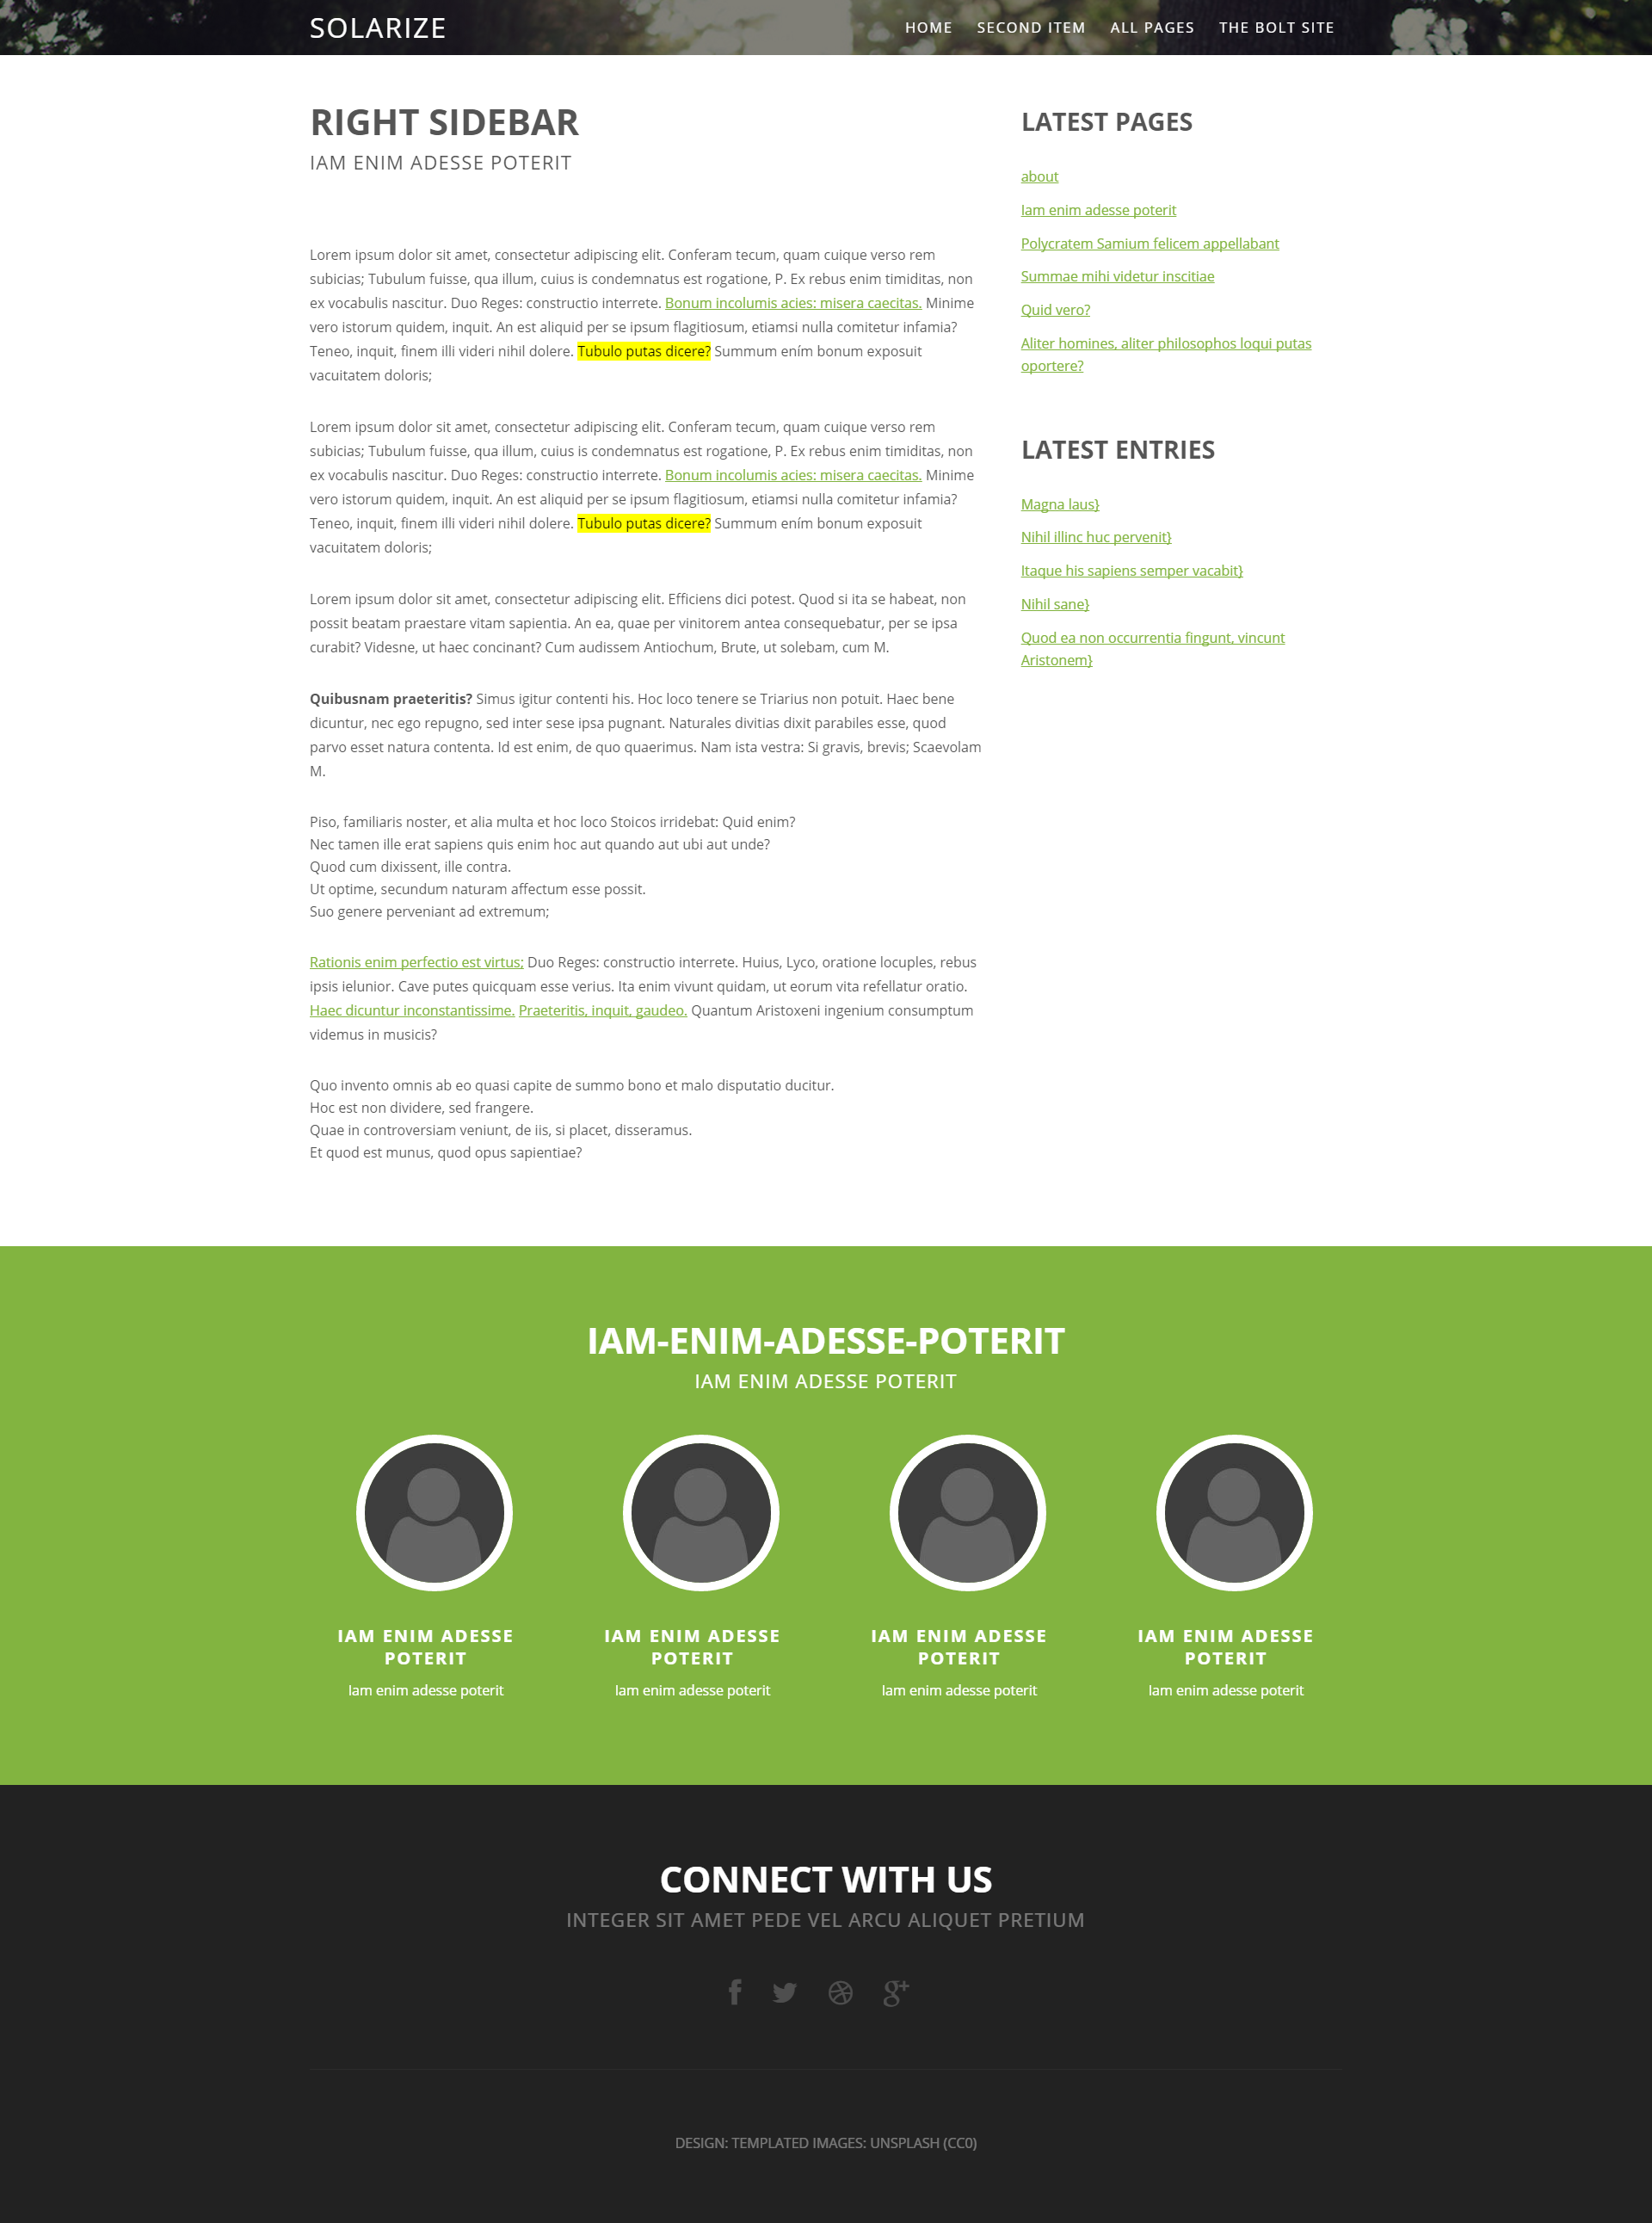 SOLARIZE
HOME SECOND ITEM ALL PAGES THE BOLT SITE
RIGHT SIDEBAR
IAM ENIM ADESSE POTERIT
Lorem ipsum dolor sit amet, consectetur adipiscing elit. Conferam tecum, quam cuique verso rem
subicias; Tubulum fuisse, qua illum, cuius is condemnatus est rogatione, P. Ex rebus enim timiditas, non
ex vocabulis nascitur. Duo Reges: constructio interrete. Bonum incolumis acies: misera caecitas. Minime
vero istorum quidem, inquit. An est aliquid per se ipsum flagitiosum, etiamsi nulla comitetur infamia?
Teneo, inquit, finem illi videri nihil dolere. Tubulo putas dicere? Summumením bonum exposuit
vacuitatem doloris;
Lorem ipsum dolor sit amet, consectetur adipiscing elit. Conferam tecum, quam cuique verso rem
subicias; Tubulum fuisse, qua illum, cuius is condemnatus est rogatione, P. Ex rebus enim timiditas, non
ex vocabulis nascitur. Duo Reges: constructio interrete. Bonum incolumis acies: misera caecitas. Minime
vero istorum quidem, inquit. An est aliquid per se ipsum flagitiosum, etiamsi nulla comitetur infamia?
Teneo, inquit, finem illi videri nihil dolere. Tubulo putas dicere? Summumením bonum exposuit
vacuitatem doloris;
Lorem ipsum dolor sit amet, consectetur adipiscing elit. Efficiens dici potest. Quod si ita se habeat, non
possit beatam praestare vitam sapientia. An ea, quae per vinitorem antea consequebatur, per se ipsa
curabit? Videsne, ut haec concinant? Cum audissem Antiochum, Brute, ut solebam, cum M.
Quibusnam praeteritis? Simus igitur contenti his. Hoc loco tenere se Triarius non potuit. Haec bene
dicuntur, nec ego repugno, sed inter sese ipsa pugnant. Naturales divitias dixit parabiles esse, quod
parvo esset natura contenta. Id est enim, de quo quaerimus. Nam ista vestra: Si gravis, brevis; Scaevolam
M.
Piso, familiaris noster, et alia multa et hoc loco Stoicos irridebat: Quid enim?
Nec tamen ille erat sapiens quis enim hoc aut quando aut ubi aut unde?
Quod cum dixissent, ille contra.
Ut optime, secundum naturam affectum esse possit.
Suo genere perveniant ad extremum;
Rationis enim perfectio est virtus; Duo Reges: constructio interrete. Huius, Lyco, oratione locuples, rebus
ipsis ielunior. Cave putes quicquam esse verius. Ita enim vivunt quidam, ut eorum vita refellatur oratio.
Haec dicuntur inconstantissime. Praeteritis, inquit, gaudeo. Quantum Aristoxeni ingenium consumptum
videmus in musicis?
Quo invento omnis ab eo quasi capite de summo bono et malo disputatio ducitur.
Hoc est non dividere, sed frangere.
Quae in controversiam veniunt, de iis, si placet, disseramus.
Et quod est munus, quod opus sapientiae?
LATEST PAGES
about
Iam enim adesse poterit
Polycratem Samium felicem appellabant
Summae mihi videtur inscitiae
Quid vero?
Aliter homines, aliter philosophos loqui putas
oportere?
LATEST ENTRIES
Magna laus}
Nihil illinc huc pervenit}
Itaque his sapiens semper vacabit}
Nihil sane}
Quod ea non occurrentia fingunt, vincunt
Aristonem}
IAM-ENIM-ADESSE-POTERIT
IAM ENIM ADESSE POTERIT
IAM ENIM ADESSE
POTERIT
Iam enim adesse poterit
IAM ENIM ADESSE
POTERIT
Iam enim adesse poterit
IAM ENIM ADESSE
POTERIT
Iam enim adesse poterit
IAM ENIM ADESSE
POTERIT
Iam enim adesse poterit
CONNECT WITH US
INTEGER SIT AMET PEDE VEL ARCU ALIQUET PRETIUM
DESIGN: TEMPLATED IMAGES: UNSPLASH (CC0)